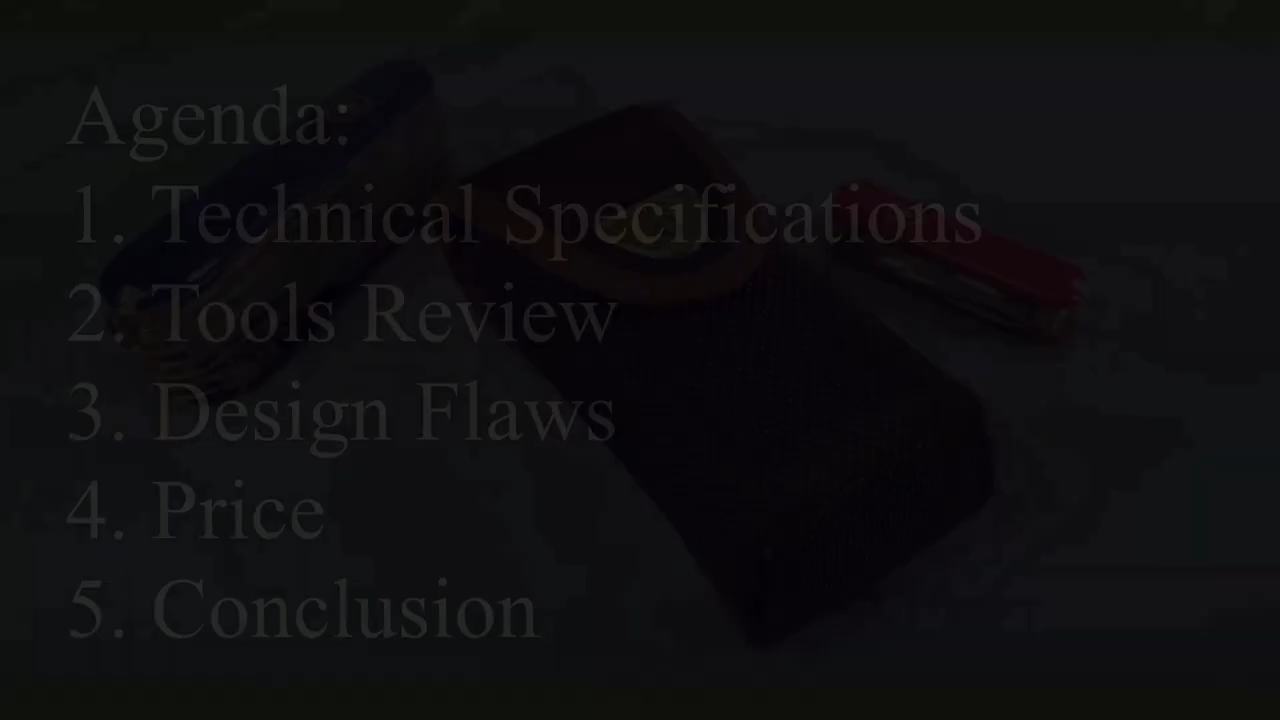 Agenda:
1. Technical Specifications
2. Tools Review
3. Design Flaws
4. Price
5. Conclusion